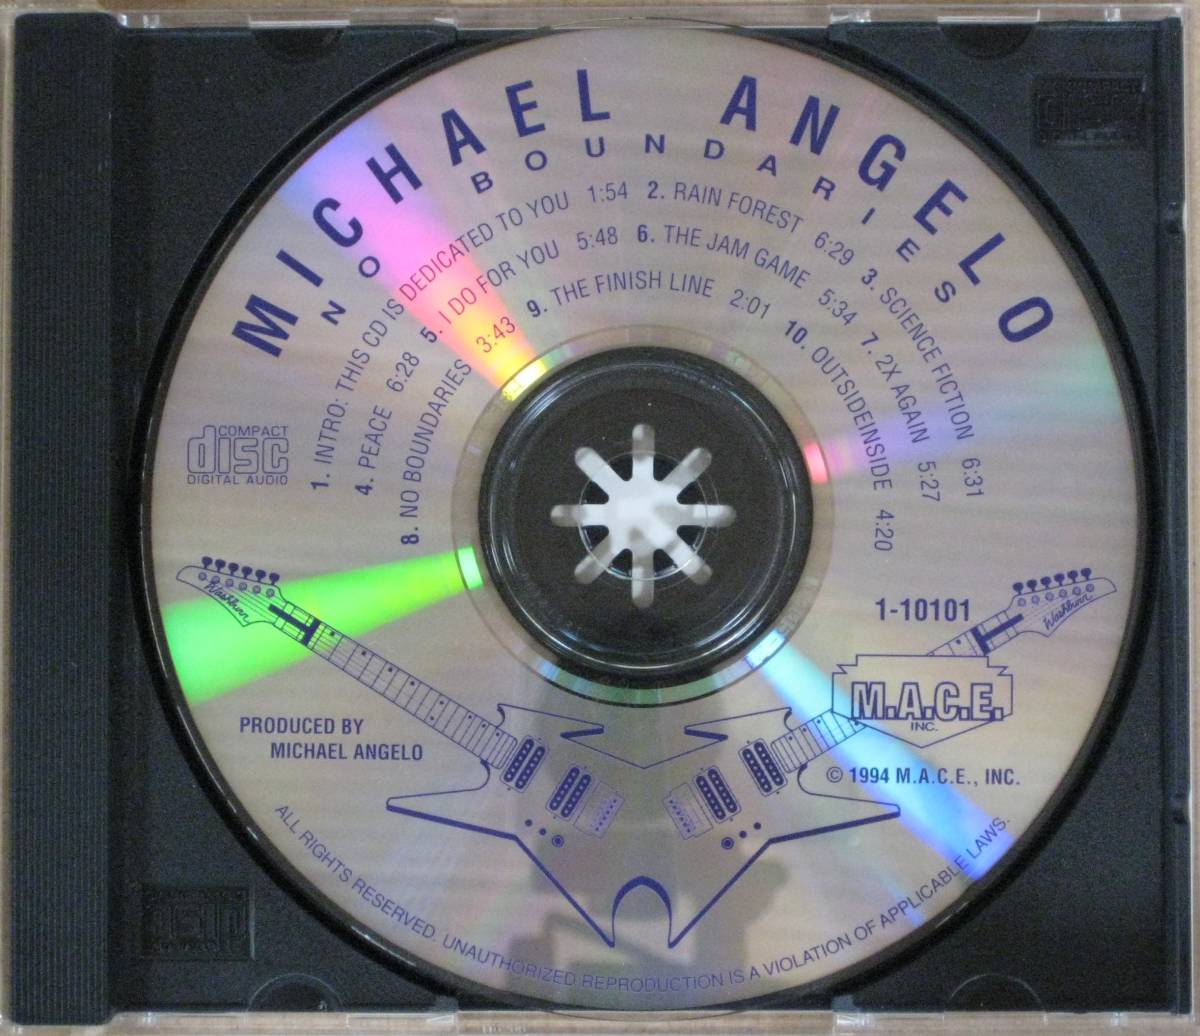 MICHAEL ANGELO
NO BOUNDARIES
1. INTRO: THIS CD IS DEDICATED TO YOU 1:54 2. RAIN FOREST 6:29 3. SCIENCE FICTION 6:31
4. PEACE 6:28 5. I DO FOR YOU 5:48 6. THE JAM GAME 5:34 7. 2X AGAIN 5:27
8. NO BOUNDARIES 3:43 9. THE FINISH LINE 2:01 10. OUTSIDEINSIDE 4:20
COMPACT
disc
DIGITAL AUDIO
Washburn
Washburn
1-10101
M.A.C.E.
INC.
PRODUCED BY
MICHAEL ANGELO
© 1994 M.A.C.E., INC.
ALL RIGHTS RESERVED. UNAUTHORIZED REPRODUCTION IS A VIOLATION OF APPLICABLE LAWS.